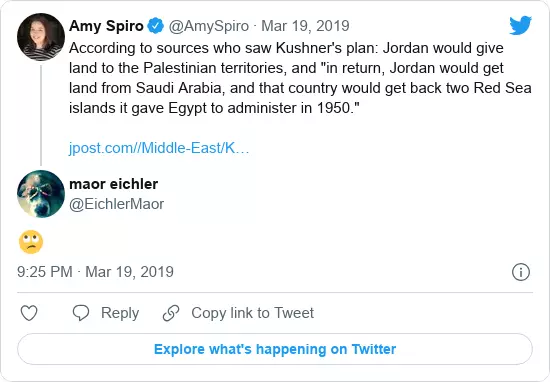 Amy Spiro @AmySpiro · Mar 19, 2019
According to sources who saw Kushner's plan: Jordan would give
land to the Palestinian territories, and "in return, Jordan would get
land from Saudi Arabia, and that country would get back two Red Sea
islands it gave Egypt to administer in 1950."
jpost.com//Middle-East/K…
maor eichler
@EichlerMaor
🙄
9:25 PM · Mar 19, 2019
Reply
Copy link to Tweet
Explore what's happening on Twitter